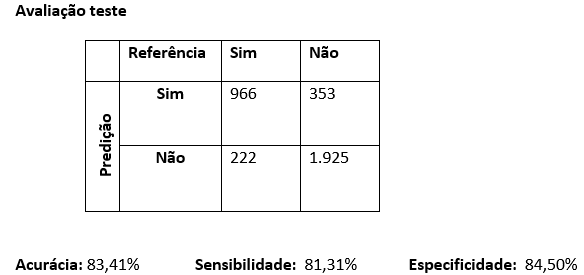 Avaliação teste
Referência Sim Não
Predição
Sim 966 353
Não 222 1.925
Acurácia: 83,41% Sensibilidade: 81,31% Especificidade: 84,50%